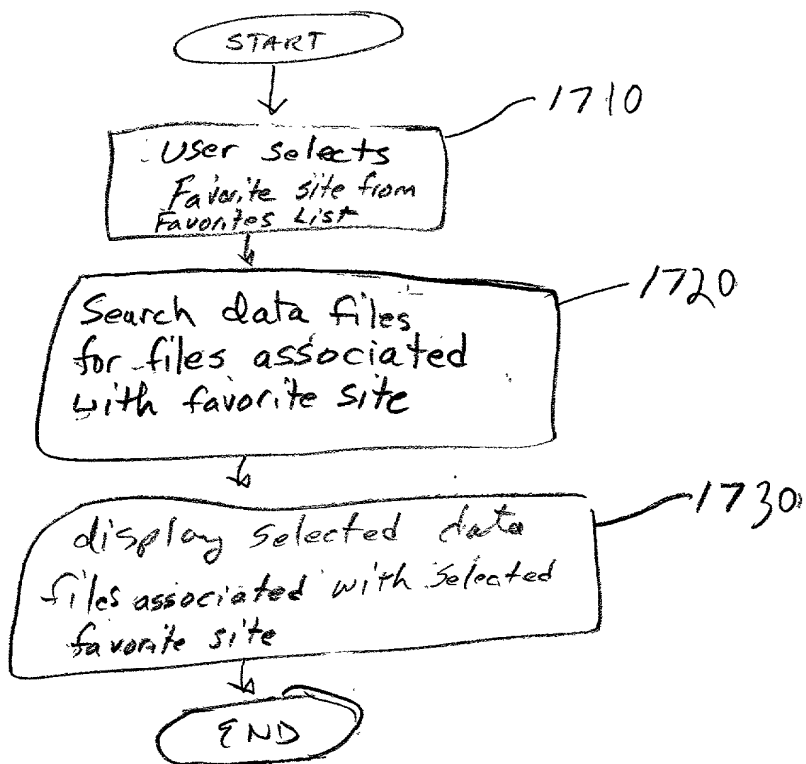 START
1710
User selects
Favorite site from
Favorites List
1720
Search data files
for files associated
with favorite site
1730
display selected data
files associated with selected
favorite site
END